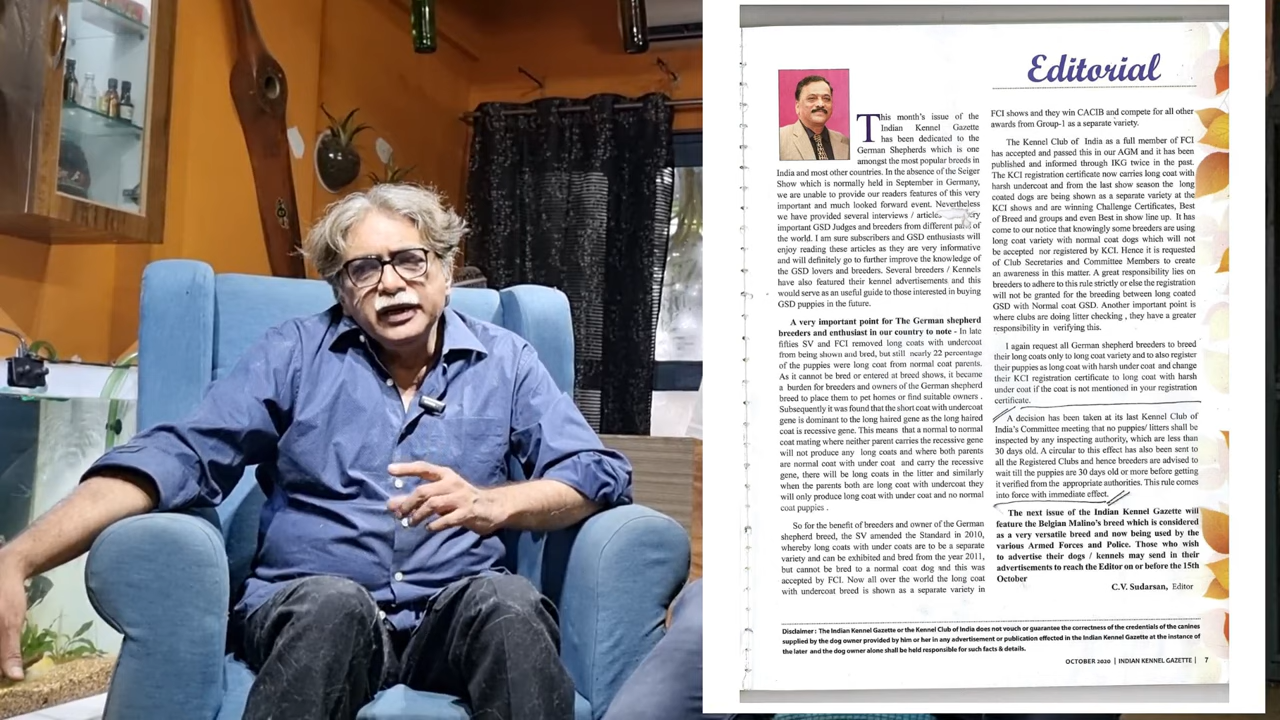 Editorial
This month's issue of the
Indian Kennel Gazette
has been dedicated to the
German Shepherds which is one
amongst the most popular breeds in
India and most other countries. In the absence of the Seiger
Show which is normally held in September in Germany,
we are unable to provide our readers features of this very
important and much looked forward event. Nevertheless
we have provided several interviews /
important GSD Judges and breeders from different parts of
the world. I am sure subscribers and GSD enthusiasts will
enjoy reading these articles as they are very informative
and will definitely go to further improve the knowledge of
the GSD lovers and breeders. Several breeders / Kennels
have also featured their kennel advertisements and this
would serve as an useful guide to those interested in buying
GSD puppies in the future.
A very important point for The German shepherd
breeders and enthusiast in our country to note - In late
fifties SV and FCI removed long coats with undercoat
from being shown and bred, but still nearly 22 percentage
of the puppies were long coat from normal coat parents.
As it cannot be bred or entered at breed shows, it became
a burden for breeders and owners of the German shepherd
breed to place them to pet homes or find suitable owners .
Subsequently it was found that the short coat with undercoat
gene is dominant to the long haired gene as the long haired
coat is recessive gene. This means that a normal to normal
coat mating where neither parent carries the recessive gene
will not produce any long coats and where both parents
are normal coat with under coat and carry the recessive
gene, there will be long coats in the litter and similarly
when the parents both are long coat with undercoat they
will only produce long coat with under coat and no normal
coat puppies .
So for the benefit of breeders and owner of the German
shepherd breed, the SV amended the Standard in 2010,
whereby long coats with under coats are to be a separate
variety and can be exhibited and bred from the year 2011,
but cannot be bred to a normal coat dog and this was
accepted by FCI. Now all over the world the long coat
with undercoat breed is shown as a separate variety in
FCI shows and they win CACIB and compete for all other
awards from Group-1 as a separate variety.
The Kennel Club of India as a full member of FCI
has accepted and passed this in our AGM and it has been
published and informed through IKG twice in the past.
The KCI registration certificate now carries long coat with
harsh undercoat and from the last show season the long
coated dogs are being shown as a separate variety at the
KCI shows and are winning Challenge Certificates, Best
of Breed and groups and even Best in show line up. It has
come to our notice that knowingly some breeders are using
long coat variety with normal coat dogs which will not
be accepted nor registered by KCI. Hence it is requested
of Club Secretaries and Committee Members to create
an awareness in this matter. A great responsibility lies on
breeders to adhere to this rule strictly or else the registration
will not be granted for the breeding between long coated
GSD with Normal coat GSD. Another important point is
where clubs are doing litter checking , they have a greater
responsibility in verifying this.
I again request all German shepherd breeders to breed
their long coats only to long coat variety and to also register
their puppies as long coat with harsh under coat and change
their KCI registration certificate to long coat with harsh
under coat if the coat is not mentioned in your registration
certificate.
A decision has been taken at its last Kennel Club of
India's Committee meeting that no puppies/ litters shall be
inspected by any inspecting authority, which are less than
30 days old. A circular to this effect has also been sent to
all the Registered Clubs and hence breeders are advised to
wait till the puppies are 30 days old or more before getting
it verified from the appropriate authorities. This rule comes
into force with immediate effect.
The next issue of the Indian Kennel Gazette will
feature the Belgian Malino's breed which is considered
as a very versatile breed and now being used by the
various Armed Forces and Police. Those who wish
to advertise their dogs / kennels may send in their
advertisements to reach the Editor on or before the 15th
October
C.V. Sudarsan, Editor
Disclaimer : The Indian Kennel Gazette or the Kennel Club of India does not vouch or guarantee the correctness of the credentials of the canines
supplied by the dog owner provided by him or her in any advertisement or publication effected in the Indian Kennel Gazette at the instance of
the later and the dog owner alone shall be held responsible for such facts & details.
OCTOBER 2020 | INDIAN KENNEL GAZETTE | 7